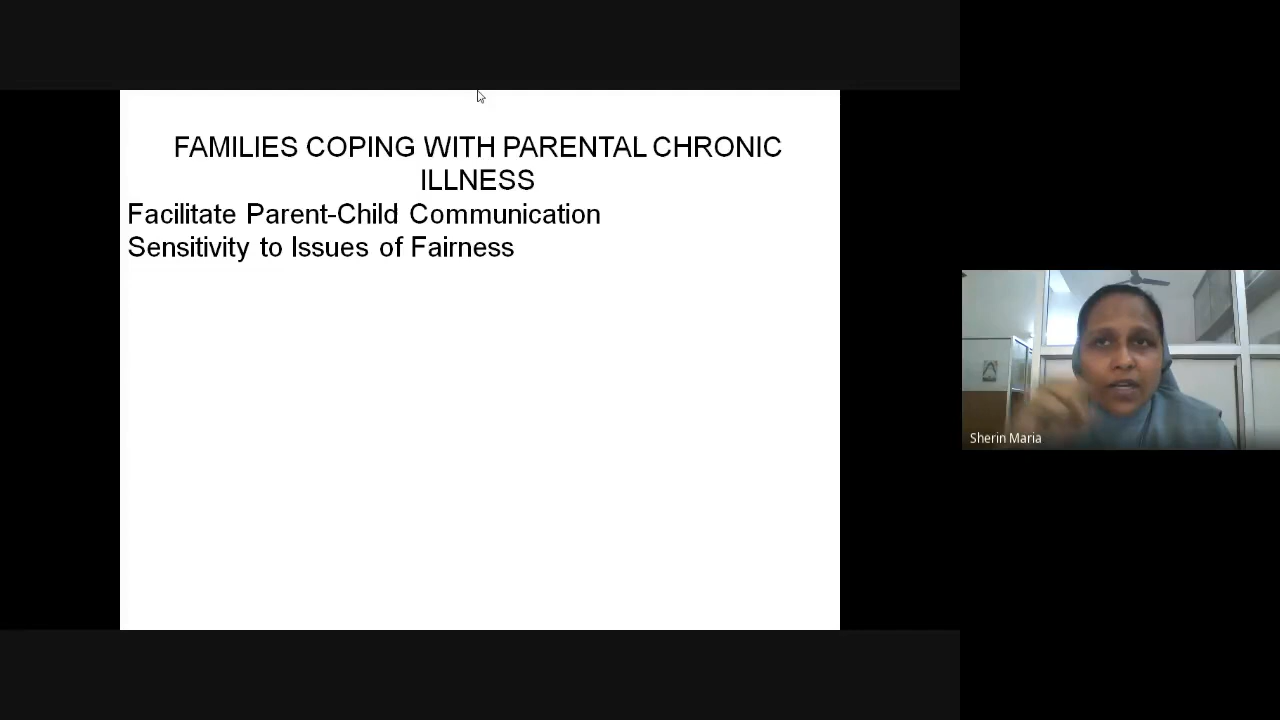 FAMILIES COPING WITH PARENTAL CHRONIC
ILLNESS
Facilitate Parent-Child Communication
Sensitivity to Issues of Fairness
Sherin Maria